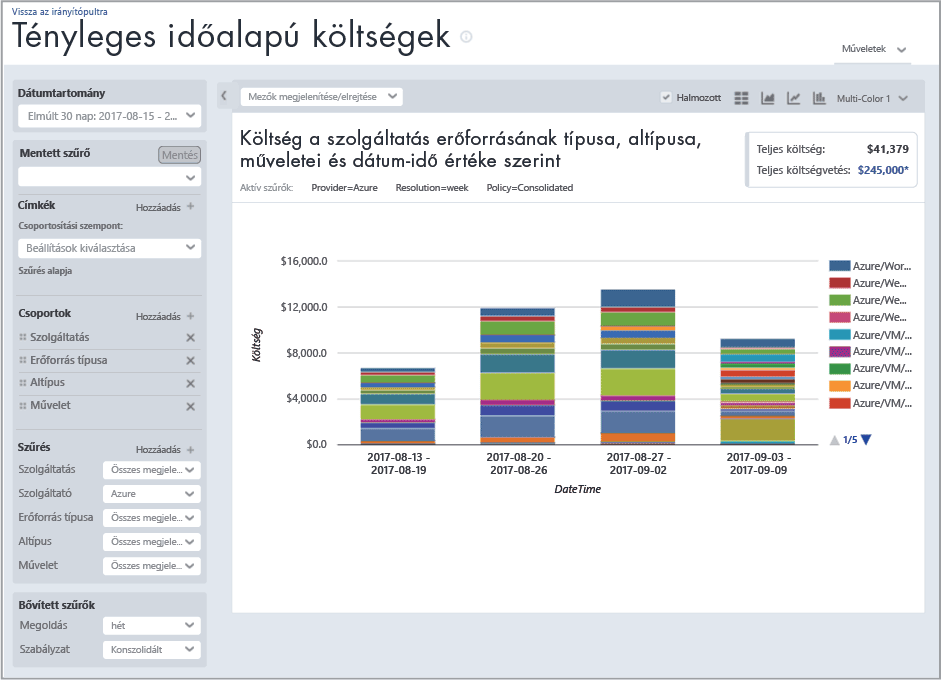 Vissza az irányítópultra
Tényleges időalapú költségek
Műveletek
Dátumtartomány
Elmúlt 30 nap: 2017-08-15 - 2...
Mentett szűrő
Mentés
Címkék
Hozzáadás +
Csoportosítási szempont:
Beállítások kiválasztása
Szűrés alapja
Csoportok
Hozzáadás +
Szolgáltatás
Erőforrás típusa
Altípus
Művelet
Szűrés
Hozzáadás +
Szolgáltatás
Összes megjele...
Szolgáltató
Azure
Erőforrás típusa
Összes megjele...
Altípus
Összes megjele...
Művelet
Összes megjele...
Bővített szűrők
Megoldás
hét
Szabályzat
Konszolidált
Mezők megjelenítése/elrejtése
Halmozott
Multi-Color 1
Költség a szolgáltatás erőforrásának típusa, altípusa,
műveletei és dátum-idő értéke szerint
Aktív szűrők: Provider=Azure Resolution=week Policy=Consolidated
Teljes költség: $41,379
Teljes költségvetés: $245,000*
Költség
$16,000.0
$12,000.0
$8,000.0
$4,000.0
$0.0
2017-08-13 -
2017-08-19
2017-08-20 -
2017-08-26
2017-08-27 -
2017-09-02
2017-09-03 -
2017-09-09
DateTime
Azure/Wor...
Azure/We...
Azure/We...
Azure/We...
Azure/VM/...
Azure/VM/...
Azure/VM/...
Azure/VM/...
Azure/VM/...
1/5